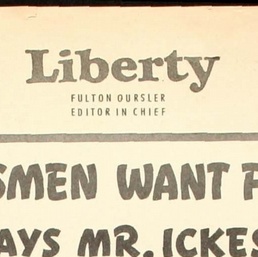 Liberty
FULTON OURSLER
EDITOR IN CHIEF
SMEN WANT
AYS MR. ICKES